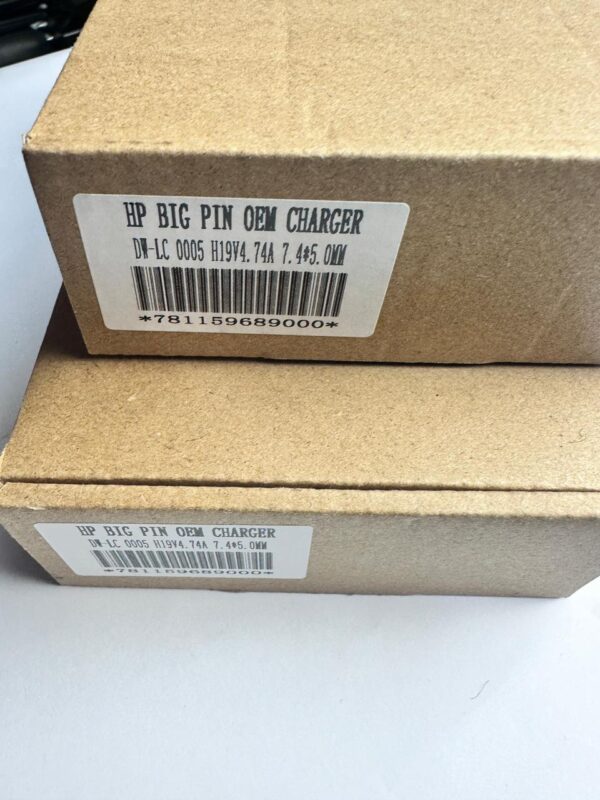 HP BIG PIN OEM CHARGER
DW-LC 0005 H19V4.74A 7.4*5.0MM
*781159689000*
HP BIG PIN OEM CHARGER
DW-LC 0005 H19V4.74A 7.4*5.0MM
*781159689000*